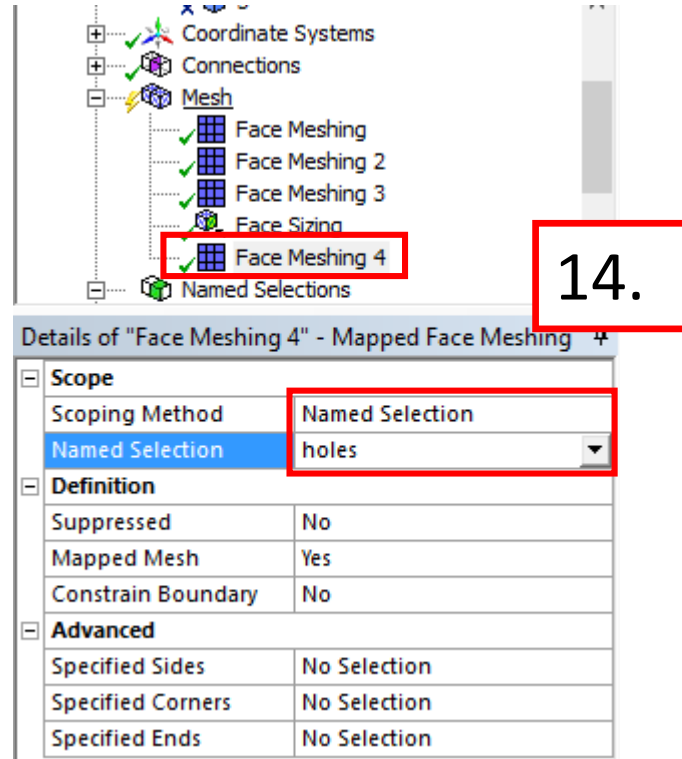 Coordinate Systems
Connections
Mesh
Face Meshing
Face Meshing 2
Face Meshing 3
Face Sizing
Face Meshing 4
Named Selections
14.
Details of "Face Meshing 4" - Mapped Face Meshing
Scope
Scoping Method Named Selection
Named Selection holes
Definition
Suppressed No
Mapped Mesh Yes
Constrain Boundary No
Advanced
Specified Sides No Selection
Specified Corners No Selection
Specified Ends No Selection